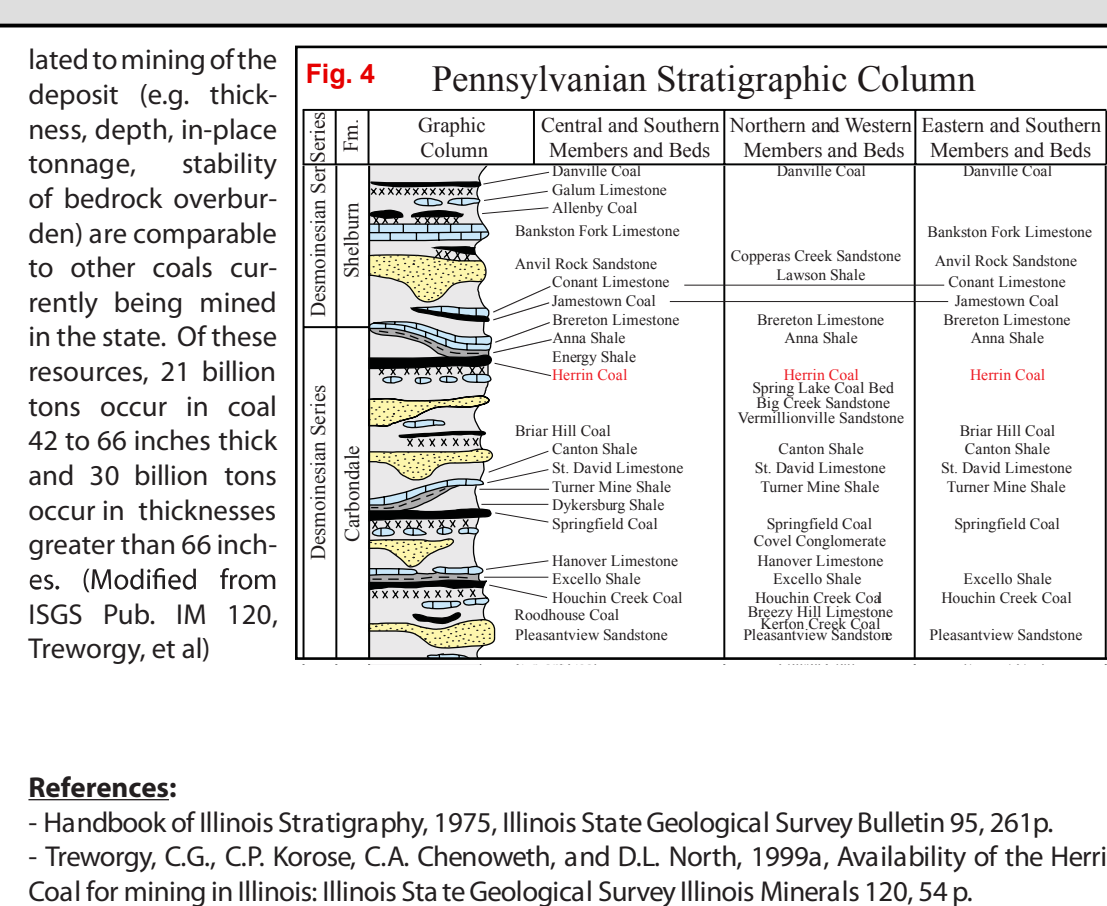 lated to mining of the
deposit (e.g. thick-
ness, depth, in-place
tonnage, stability
of bedrock overbur-
den) are comparable
to other coals cur-
rently being mined
in the state. Of these
resources, 21 billion
tons occur in coal
42 to 66 inches thick
and 30 billion tons
occur in thicknesses
greater than 66 inch-
es. (Modified from
ISGS Pub. IM 120,
Treworgy, et al)
Fig. 4
Pennsylvanian Stratigraphic Column
Series
Fm.
Graphic
Column
Central and Southern
Members and Beds
Northern and Western
Members and Beds
Eastern and Southern
Members and Beds
Desmoinesian Series
Shelburn
Desmoinesian Series
Carbondale
Danville Coal
Galum Limestone
Allenby Coal
Bankston Fork Limestone
Anvil Rock Sandstone
Conant Limestone
Jamestown Coal
Brereton Limestone
Anna Shale
Energy Shale
Herrin Coal
Briar Hill Coal
Canton Shale
St. David Limestone
Turner Mine Shale
Dykersburg Shale
Springfield Coal
Hanover Limestone
Excello Shale
Houchin Creek Coal
Roodhouse Coal
Pleasantview Sandstone
Danville Coal
Copperas Creek Sandstone
Lawson Shale
Brereton Limestone
Anna Shale
Herrin Coal
Spring Lake Coal Bed
Big Creek Sandstone
Vermillionville Sandstone
Canton Shale
St. David Limestone
Turner Mine Shale
Springfield Coal
Covel Conglomerate
Hanover Limestone
Excello Shale
Houchin Creek Coal
Breezy Hill Limestone
Kerton Creek Coal
Pleasantview Sandstone
Danville Coal
Bankston Fork Limestone
Anvil Rock Sandstone
Conant Limestone
Jamestown Coal
Brereton Limestone
Anna Shale
Herrin Coal
Briar Hill Coal
Canton Shale
St. David Limestone
Turner Mine Shale
Springfield Coal
Excello Shale
Houchin Creek Coal
Pleasantview Sandstone
References:
- Handbook of Illinois Stratigraphy, 1975, Illinois State Geological Survey Bulletin 95, 261p.
- Treworgy, C.G., C.P. Korose, C.A. Chenoweth, and D.L. North, 1999a, Availability of the Herri
Coal for mining in Illinois: Illinois Sta te Geological Survey Illinois Minerals 120, 54 p.